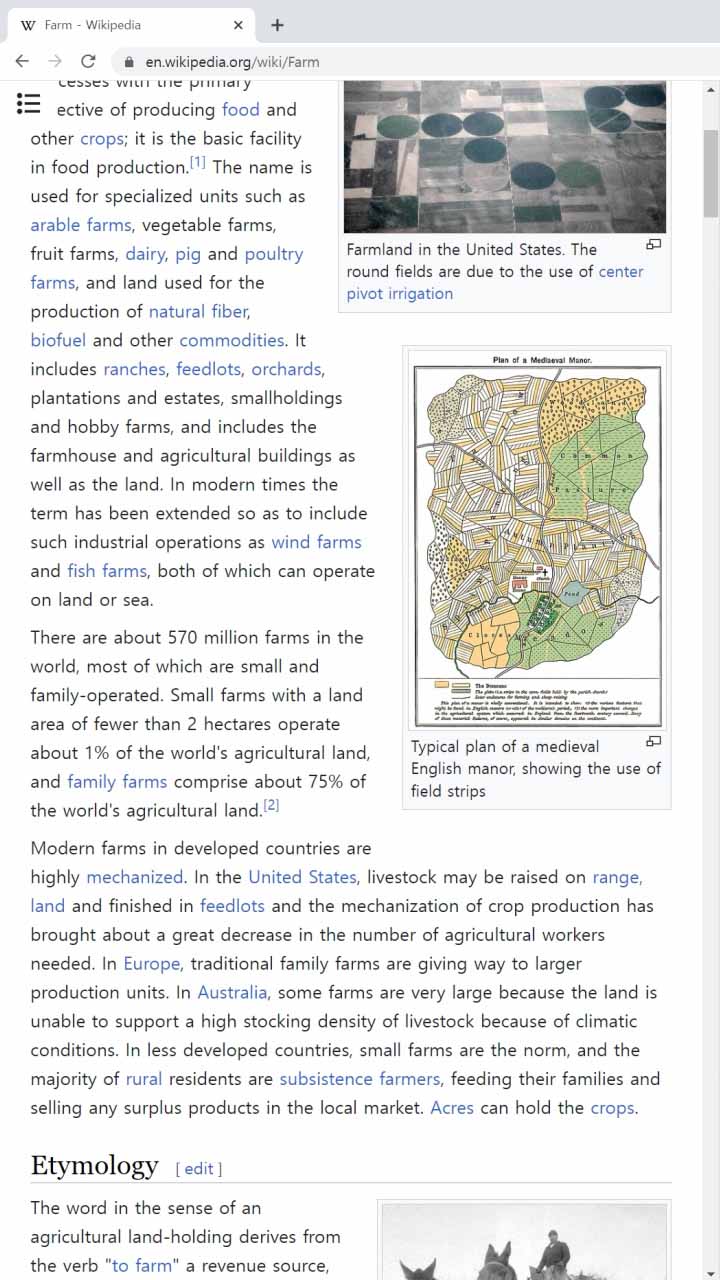 Farm - Wikipedia
en.wikipedia.org/wiki/Farm
cesses with the primary
ective of producing food and
other crops; it is the basic facility
in food production.[1] The name is
used for specialized units such as
arable farms, vegetable farms,
fruit farms, dairy, pig and poultry
farms, and land used for the
production of natural fiber,
biofuel and other commodities. It
includes ranches, feedlots, orchards,
plantations and estates, smallholdings
and hobby farms, and includes the
farmhouse and agricultural buildings as
well as the land. In modern times the
term has been extended so as to include
such industrial operations as wind farms
and fish farms, both of which can operate
on land or sea.
Farmland in the United States. The
round fields are due to the use of center
pivot irrigation
Plan of a Mediaeval Manor.
Common
Pasture
Pond
Close
Meadow
The Demesne
Typical plan of a medieval
English manor, showing the use of
field strips
There are about 570 million farms in the
world, most of which are small and
family-operated. Small farms with a land
area of fewer than 2 hectares operate
about 1% of the world's agricultural land,
and family farms comprise about 75% of
the world's agricultural land.[2]
Modern farms in developed countries are
highly mechanized. In the United States, livestock may be raised on range,
land and finished in feedlots and the mechanization of crop production has
brought about a great decrease in the number of agricultural workers
needed. In Europe, traditional family farms are giving way to larger
production units. In Australia, some farms are very large because the land is
unable to support a high stocking density of livestock because of climatic
conditions. In less developed countries, small farms are the norm, and the
majority of rural residents are subsistence farmers, feeding their families and
selling any surplus products in the local market. Acres can hold the crops.
Etymology [ edit ]
The word in the sense of an
agricultural land-holding derives from
the verb "to farm" a revenue source,